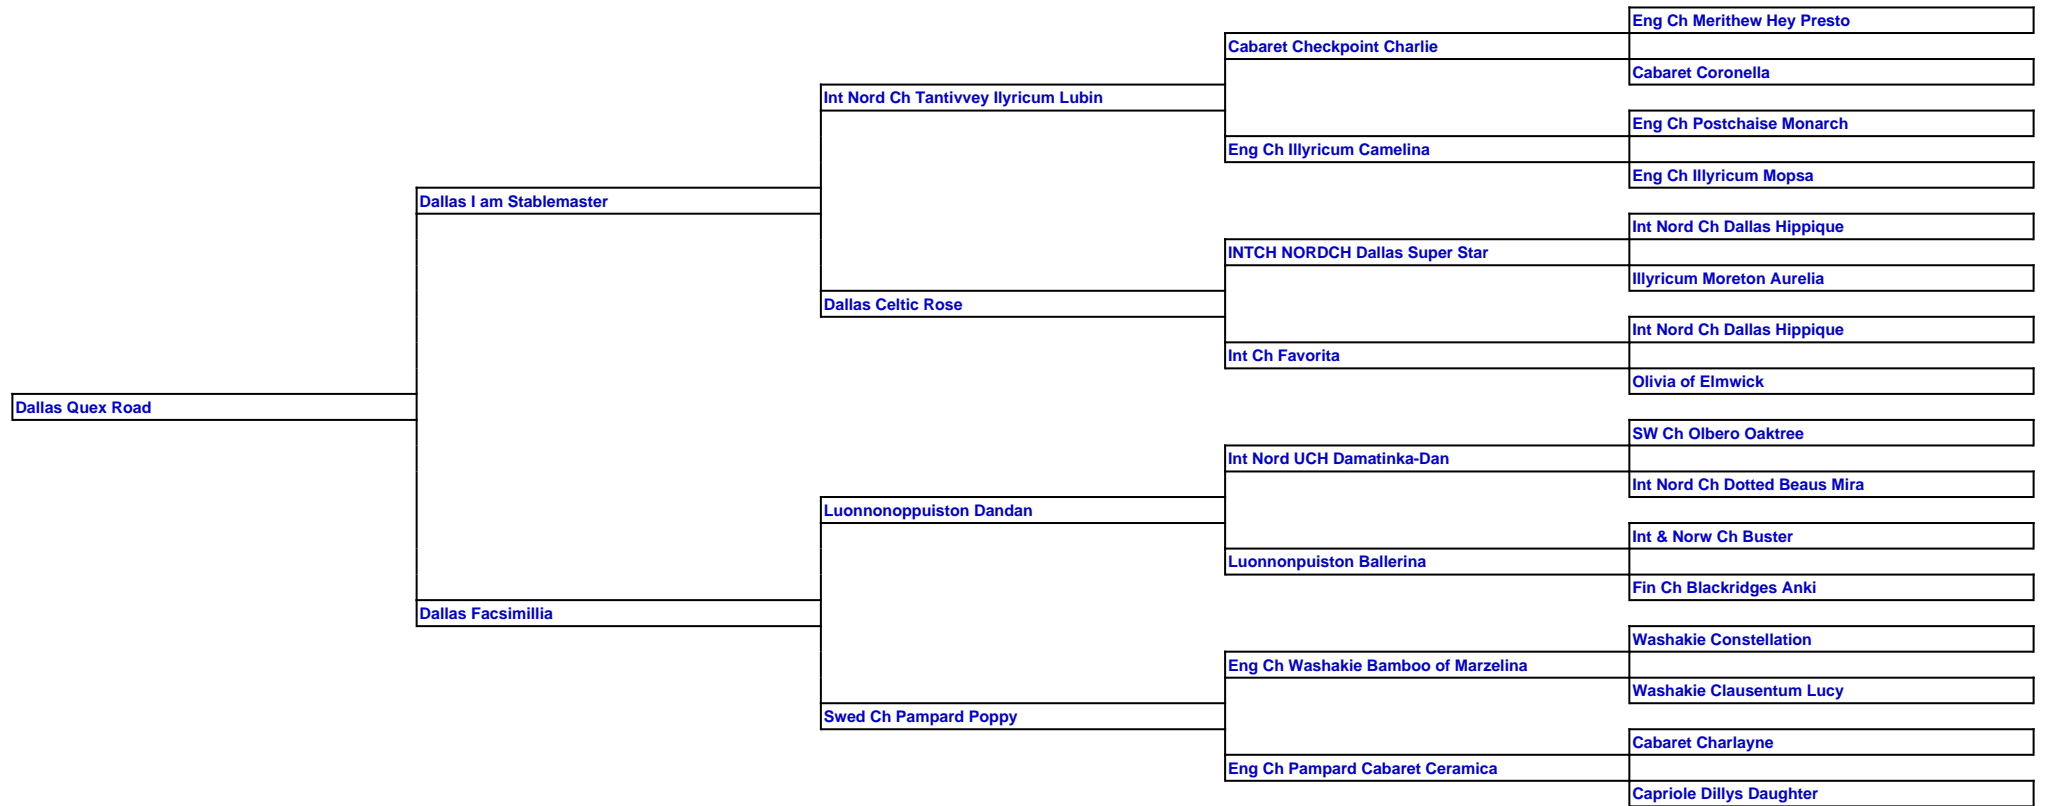 Eng Ch Merithew Hey Presto
Cabaret Checkpoint Charlie
Cabaret Coronella
Int Nord Ch Tantivvey Ilyricum Lubin
Eng Ch Postchaise Monarch
Eng Ch Illyricum Camelina
Eng Ch Illyricum Mopsa
Dallas I am Stablemaster
Int Nord Ch Dallas Hippique
INTCH NORDCH Dallas Super Star
Illyricum Moreton Aurelia
Dallas Celtic Rose
Int Nord Ch Dallas Hippique
Int Ch Favorita
Olivia of Elmwick
Dallas Quex Road
SW Ch Olbero Oaktree
Int Nord UCH Damatinka-Dan
Int Nord Ch Dotted Beaus Mira
Luonnonoppuiston Dandan
Int & Norw Ch Buster
Luonnonpuiston Ballerina
Fin Ch Blackridges Anki
Dallas Facsimillia
Washakie Constellation
Eng Ch Washakie Bamboo of Marzelina
Washakie Clausentum Lucy
Swed Ch Pampard Poppy
Cabaret Charlayne
Eng Ch Pampard Cabaret Ceramica
Capriole Dillys Daughter